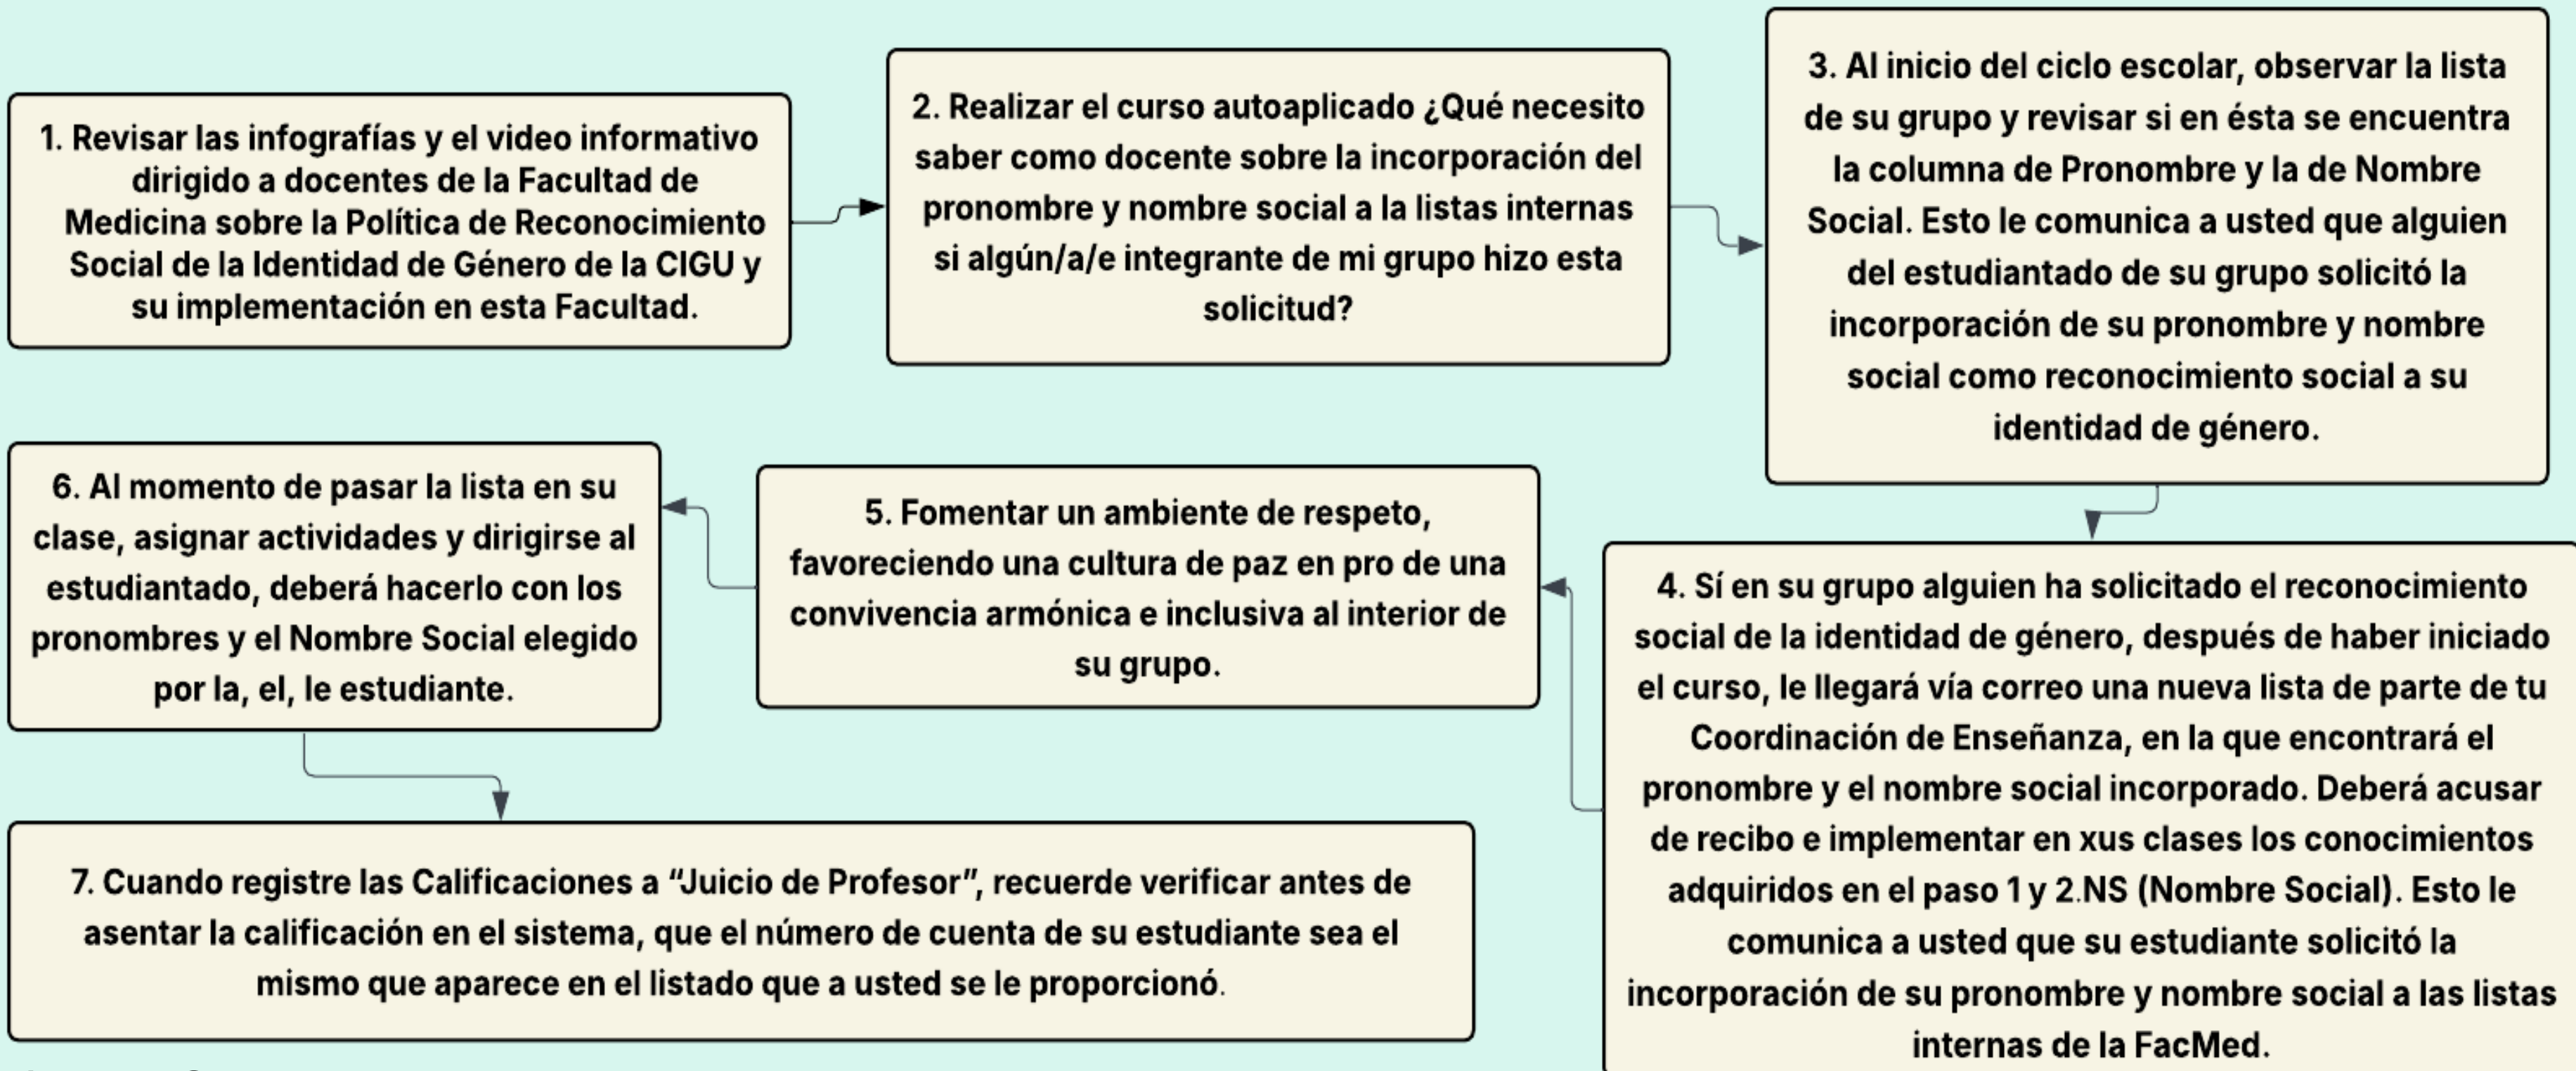 1. Revisar las infografías y el video informativo
dirigido a docentes de la Facultad de
Medicina sobre la Política de Reconocimiento
Social de la Identidad de Género de la CIGU y
su implementación en esta Facultad.
2. Realizar el curso autoaplicado ¿Qué necesito
saber como docente sobre la incorporación del
pronombre y nombre social a la listas internas
si algún/a/e integrante de mi grupo hizo esta
solicitud?
3. Al inicio del ciclo escolar, observar la lista
de su grupo y revisar si en ésta se encuentra
la columna de Pronombre y la de Nombre
Social. Esto le comunica a usted que alguien
del estudiantado de su grupo solicitó la
incorporación de su pronombre y nombre
social como reconocimiento social a su
identidad de género.
4. Sí en su grupo alguien ha solicitado el reconocimiento
social de la identidad de género, después de haber iniciado
el curso, le llegará vía correo una nueva lista de parte de tu
Coordinación de Enseñanza, en la que encontrará el
pronombre y el nombre social incorporado. Deberá acusar
de recibo e implementar en xus clases los conocimientos
adquiridos en el paso 1 y 2.NS (Nombre Social). Esto le
comunica a usted que su estudiante solicitó la
incorporación de su pronombre y nombre social a las listas
internas de la FacMed.
5. Fomentar un ambiente de respeto,
favoreciendo una cultura de paz en pro de una
convivencia armónica e inclusiva al interior de
su grupo.
6. Al momento de pasar la lista en su
clase, asignar actividades y dirigirse al
estudiantado, deberá hacerlo con los
pronombres y el Nombre Social elegido
por la, el, le estudiante.
7. Cuando registre las Calificaciones a “Juicio de Profesor”, recuerde verificar antes de
asentar la calificación en el sistema, que el número de cuenta de su estudiante sea el
mismo que aparece en el listado que a usted se le proporcionó.